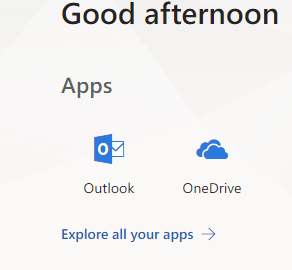 Good afternoon
Apps
Outlook OneDrive
Explore all your apps →